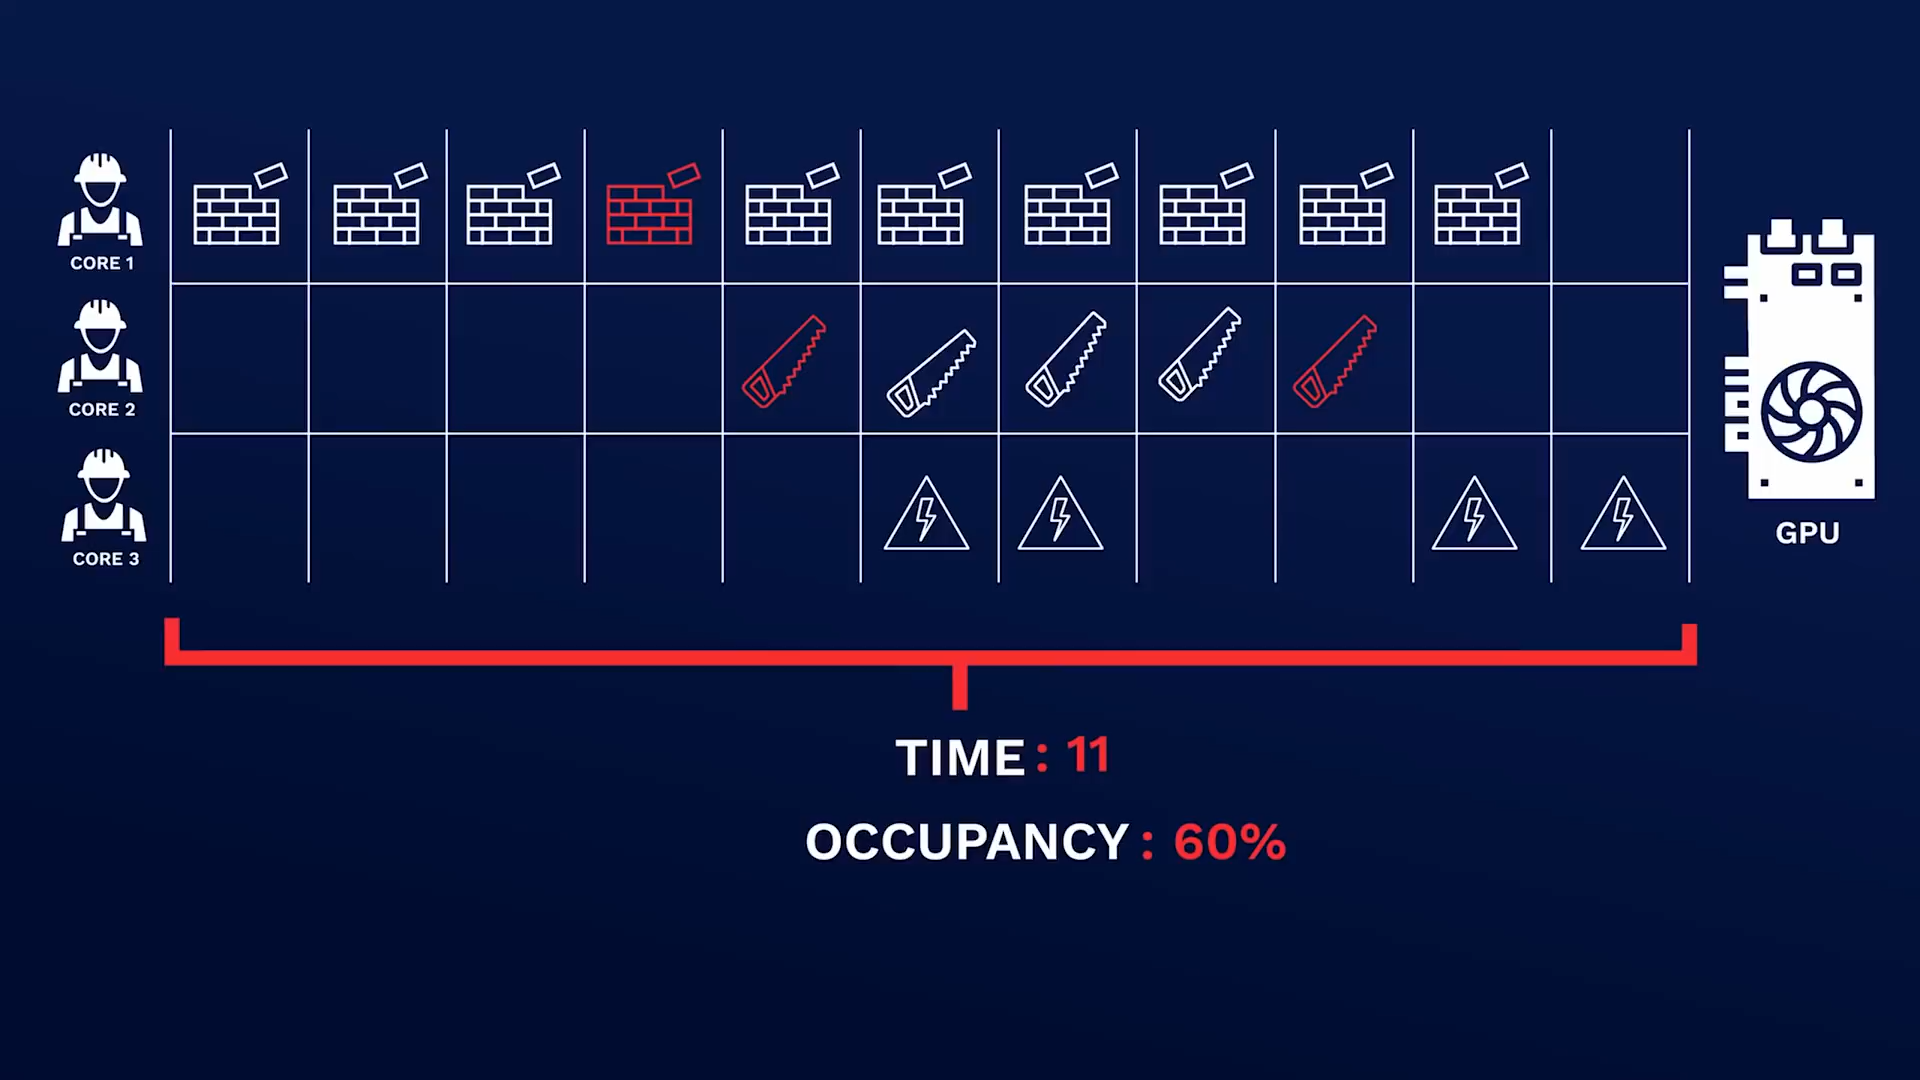 CORE 1
CORE 2
CORE 3
GPU
TIME: 11
OCCUPANCY: 60%